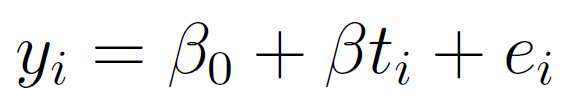 yᵢ = β₀ + βtᵢ + eᵢ